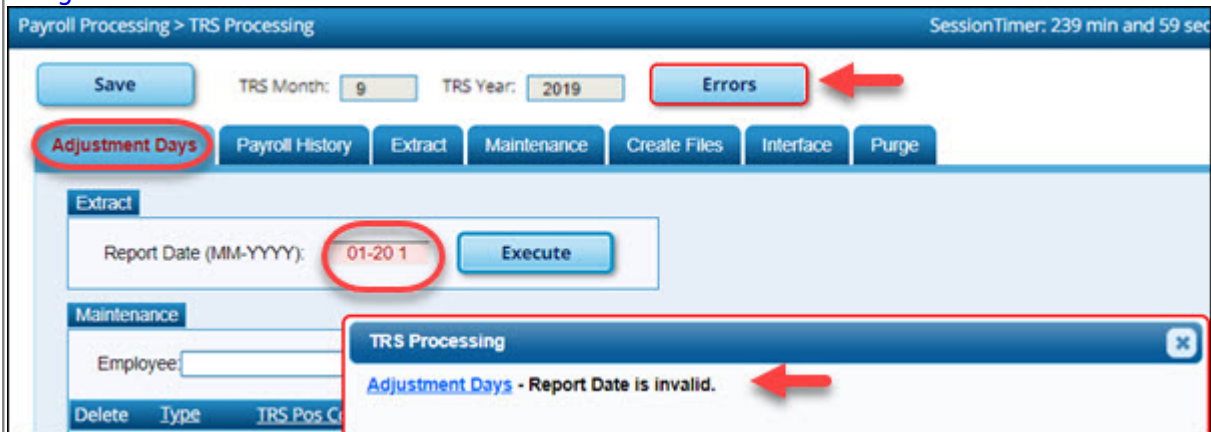 Payroll Processing > TRS Processing SessionTimer: 239 min and 59 sec
Save TRS Month: 9 TRS Year: 2019 Errors
Adjustment Days Payroll History Extract Maintenance Create Files Interface Purge
Extract
Report Date (MM-YYYY): 01-20 1 Execute
Maintenance
Employee:
TRS Processing
Adjustment Days - Report Date is invalid.
Delete Type TRS Pos